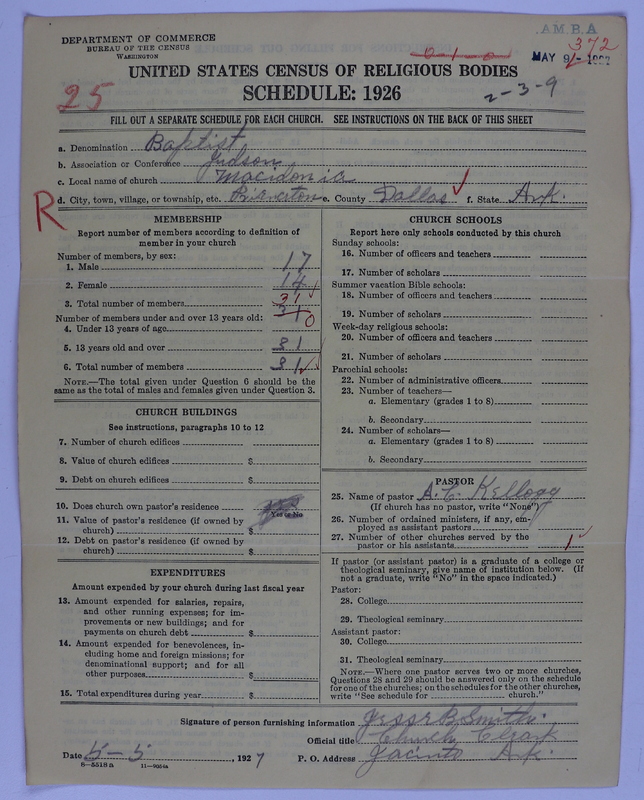 A.M.B.A
DEPARTMENT OF COMMERCE
BUREAU OF THE CENSUS
WASHINGTON
0-1-0
372
MAY 9 - 1927
25
UNITED STATES CENSUS OF RELIGIOUS BODIES
SCHEDULE: 1926
2-3-9
FILL OUT A SEPARATE SCHEDULE FOR EACH CHURCH. SEE INSTRUCTIONS ON THE BACK OF THIS SHEET
a. Denomination Baptist
b. Association or Conference Judson
c. Local name of church Macidonia
d. City, town, village, or township, etc. Princeton e. County Dallas f. State Ark.
R
MEMBERSHIP
Report number of members according to definition of
member in your church
Number of members, by sex:
1. Male 17
2. Female 14
3. Total number of members 31 31
Number of members under and over 13 years old:
4. Under 13 years of age 0
5. 13 years old and over 31
6. Total number of members 31
NOTE.—The total given under Question 6 should be the
same as the total of males and females given under Question 3.
CHURCH BUILDINGS
See instructions, paragraphs 10 to 12
7. Number of church edifices
8. Value of church edifices $
9. Debt on church edifices $
10. Does church own pastor's residence
Yes or No
11. Value of pastor's residence (if owned by
church) $
12. Debt on pastor's residence (if owned by
church) $
EXPENDITURES
Amount expended by your church during last fiscal year
13. Amount expended for salaries, repairs,
and other running expenses; for im-
provements or new buildings; and for
payments on church debt $
14. Amount expended for benevolences, in-
cluding home and foreign missions; for
denominational support; and for all
other purposes $
15. Total expenditures during year $
CHURCH SCHOOLS
Report here only schools conducted by this church
Sunday schools:
16. Number of officers and teachers
17. Number of scholars
Summer vacation Bible schools:
18. Number of officers and teachers
19. Number of scholars
Week-day religious schools:
20. Number of officers and teachers
21. Number of scholars
Parochial schools:
22. Number of administrative officers
23. Number of teachers—
a. Elementary (grades 1 to 8)
b. Secondary
24. Number of scholars—
a. Elementary (grades 1 to 8)
b. Secondary
PASTOR
25. Name of pastor A. C. Kellogg
(If church has no pastor, write "None")
26. Number of ordained ministers, if any, em-
ployed as assistant pastors
27. Number of other churches served by the
pastor or his assistants 1
If pastor (or assistant pastor) is a graduate of a college or
theological seminary, give name of institution below. (If
not a graduate, write "No" in the space indicated.)
Pastor:
28. College
29. Theological seminary
Assistant pastor:
30. College
31. Theological seminary
NOTE.—Where one pastor serves two or more churches,
Questions 28 and 29 should be answered only on the schedule
for one of the churches; on the schedules for the other churches,
write "See schedule for church."
Signature of person furnishing information Jesse B. Smith.
Official title Church Clark
Date 5-5, 1927 P. O. Address Jacinto Ark.
8—5518a 11—9664a